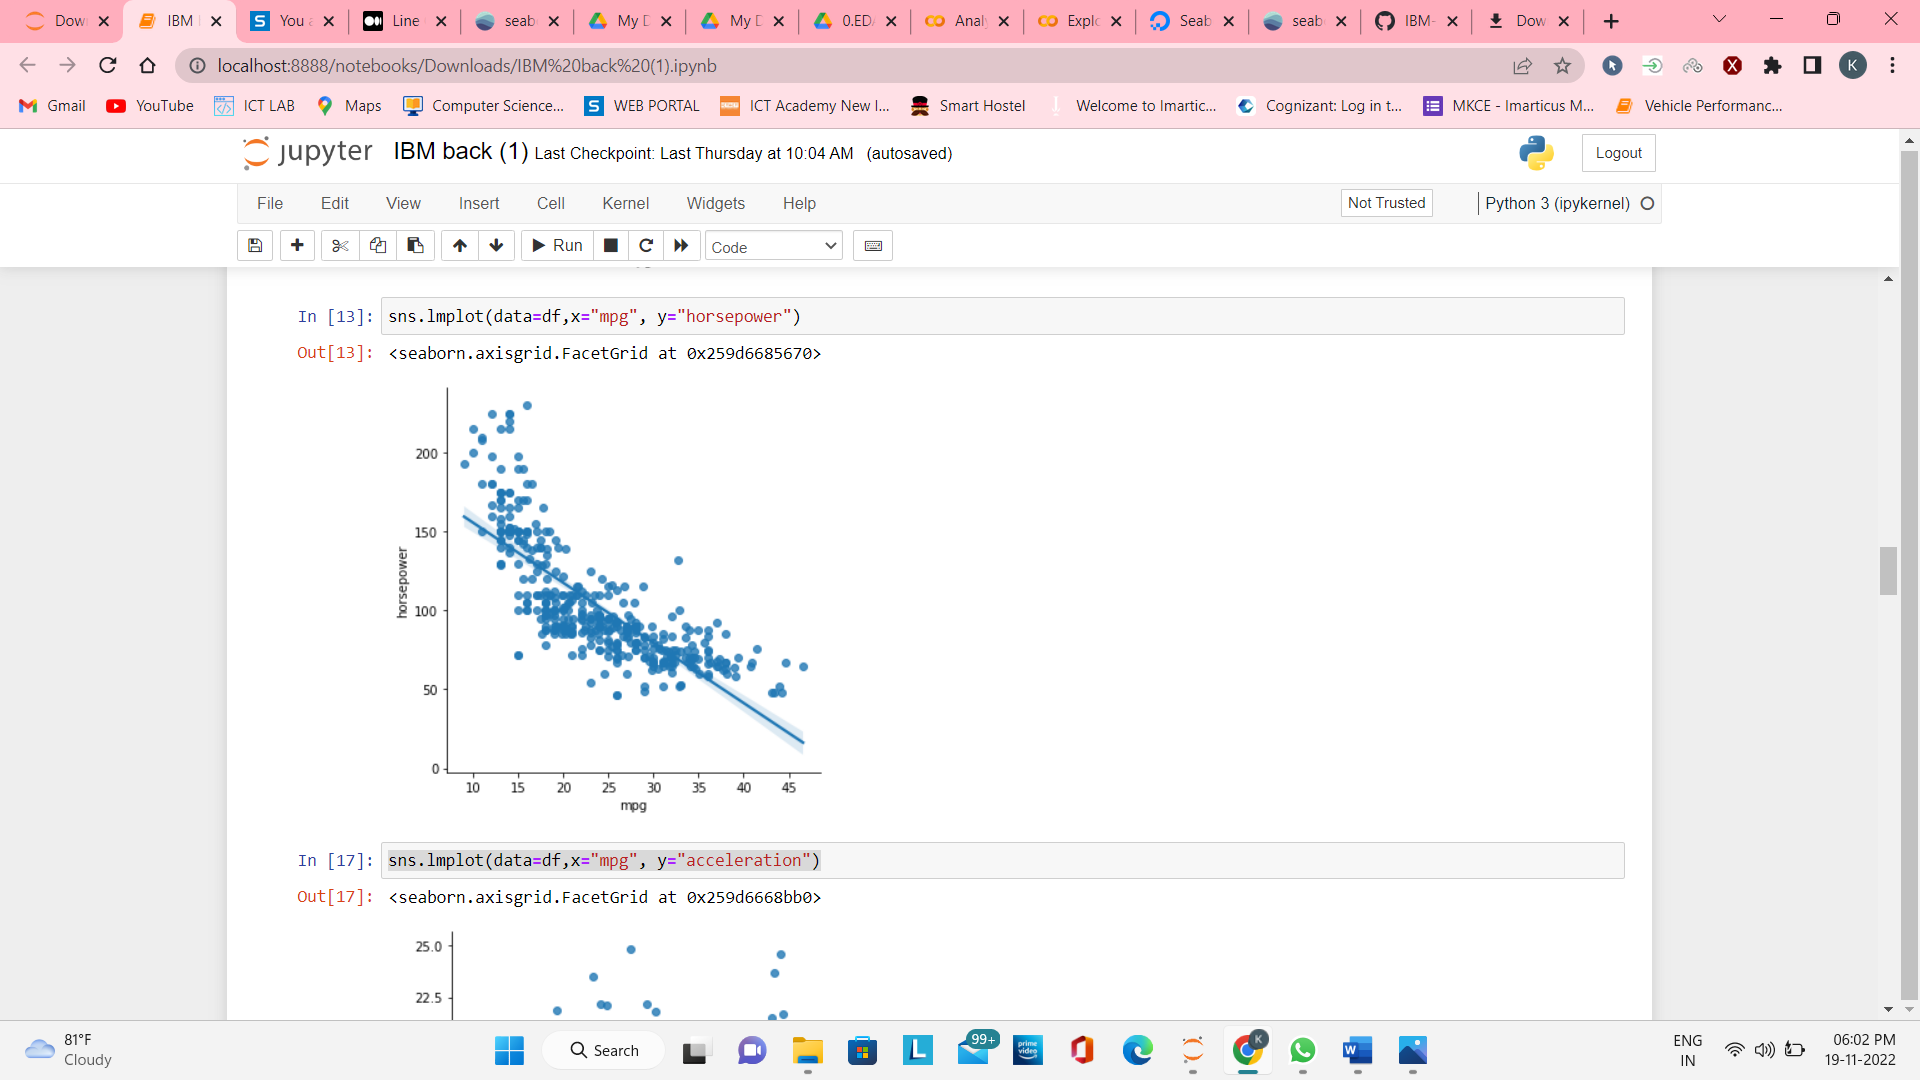 Down
IBM
You a
Line
seab
My D
My D
0.ED
Analy
Explo
Seab
seab
IBM-
Dow
localhost:8888/notebooks/Downloads/IBM%20back%20(1).ipynb
K
Gmail
YouTube
ICT LAB
Maps
Computer Science...
WEB PORTAL
ICT Academy New I...
Smart Hostel
Welcome to Imartic...
Cognizant: Log in t...
MKCE - Imarticus M...
Vehicle Performanc...
jupyter IBM back (1) Last Checkpoint: Last Thursday at 10:04 AM (autosaved)
Logout
File Edit View Insert Cell Kernel Widgets Help
Not Trusted
Python 3 (ipykernel)
Run
Code
In [13]: sns.lmplot(data=df,x="mpg", y="horsepower")
Out[13]: <seaborn.axisgrid.FacetGrid at 0x259d6685670>
200
150
100
50
0
horsepower
10 15 20 25 30 35 40 45
mpg
In [17]: sns.lmplot(data=df,x="mpg", y="acceleration")
Out[17]: <seaborn.axisgrid.FacetGrid at 0x259d6668bb0>
25.0
22.5
81°F
Cloudy
Search
99+
prime video
K
ENG
IN
06:02 PM
19-11-2022